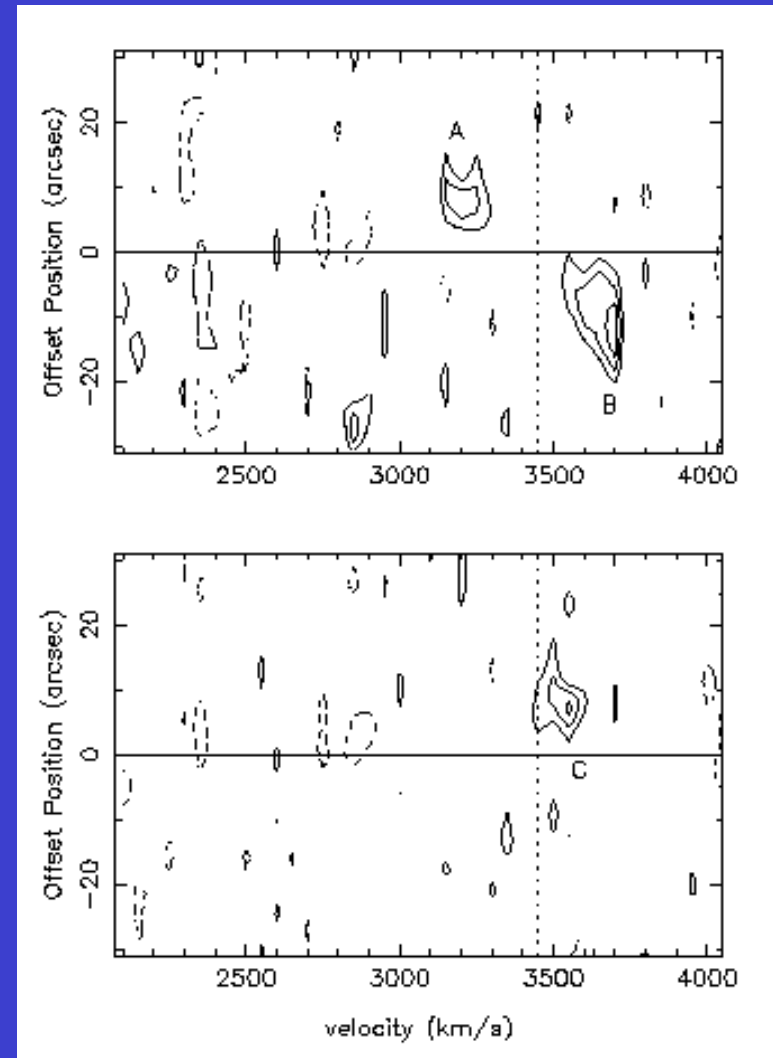 Offset Position (arcsec)
20
0
−20
A
B
2500 3000 3500 4000
Offset Position (arcsec)
20
0
−20
C
2500 3000 3500 4000
velocity (km/s)